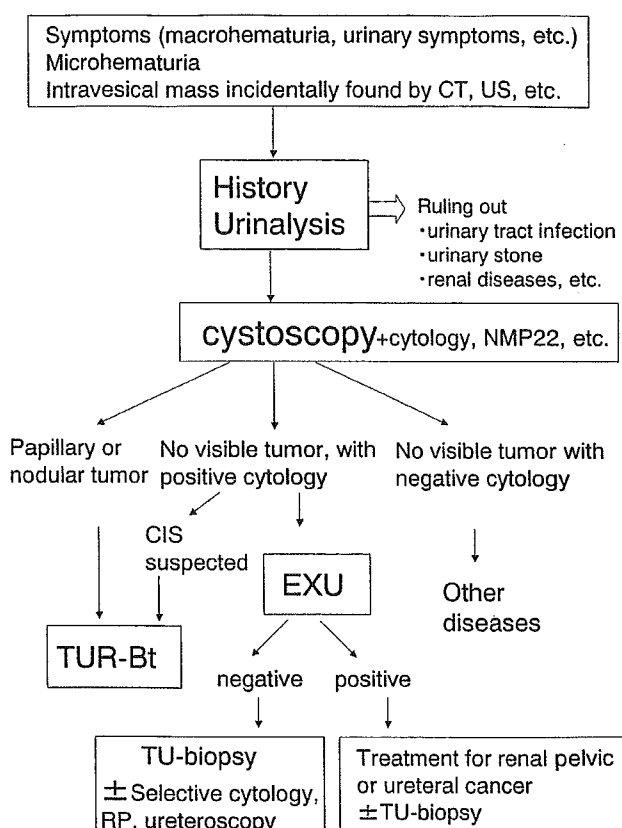 Symptoms (macrohematuria, urinary symptoms, etc.)
Microhematuria
Intravesical mass incidentally found by CT, US, etc.
History
Urinalysis
Ruling out
・urinary tract infection
・urinary stone
・renal diseases, etc.
cystoscopy+cytology, NMP22, etc.
Papillary or
nodular tumor
No visible tumor, with
positive cytology
No visible tumor with
negative cytology
CIS
suspected
EXU
Other
diseases
TUR-Bt
negative
positive
TU-biopsy
±Selective cytology,
RP, ureteroscopy
Treatment for renal pelvic
or ureteral cancer
±TU-biopsy